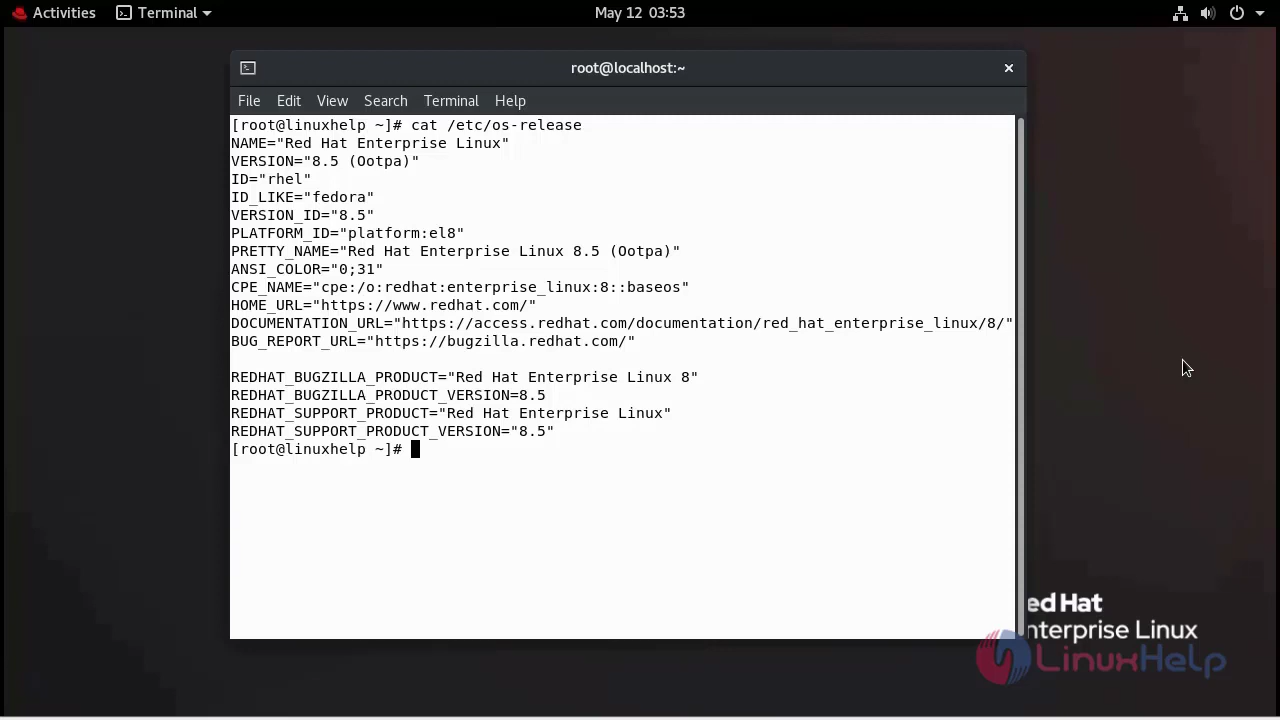 Activities Terminal May 12 03:53
root@localhost:~
File Edit View Search Terminal Help
[root@linuxhelp ~]# cat /etc/os-release
NAME="Red Hat Enterprise Linux"
VERSION="8.5 (Ootpa)"
ID="rhel"
ID_LIKE="fedora"
VERSION_ID="8.5"
PLATFORM_ID="platform:el8"
PRETTY_NAME="Red Hat Enterprise Linux 8.5 (Ootpa)"
ANSI_COLOR="0;31"
CPE_NAME="cpe:/o:redhat:enterprise_linux:8::baseos"
HOME_URL="https://www.redhat.com/"
DOCUMENTATION_URL="https://access.redhat.com/documentation/red_hat_enterprise_linux/8/"
BUG_REPORT_URL="https://bugzilla.redhat.com/"
REDHAT_BUGZILLA_PRODUCT="Red Hat Enterprise Linux 8"
REDHAT_BUGZILLA_PRODUCT_VERSION=8.5
REDHAT_SUPPORT_PRODUCT="Red Hat Enterprise Linux"
REDHAT_SUPPORT_PRODUCT_VERSION="8.5"
[root@linuxhelp ~]#
ed Hat
nterprise Linux
LinuxHelp